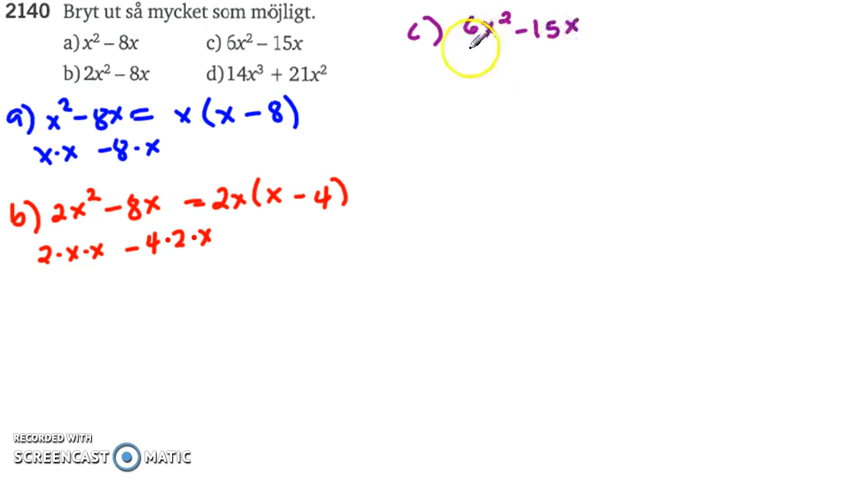 2140 Bryt ut så mycket som möjligt.
a) x² – 8x c) 6x² – 15x
b) 2x² – 8x d) 14x³ + 21x²
a) x² - 8x = x(x - 8)
x·x - 8·x
b) 2x² - 8x = 2x(x - 4)
2·x·x - 4·2·x
c) 6x² - 15x
RECORDED WITH
SCREENCAST MATIC